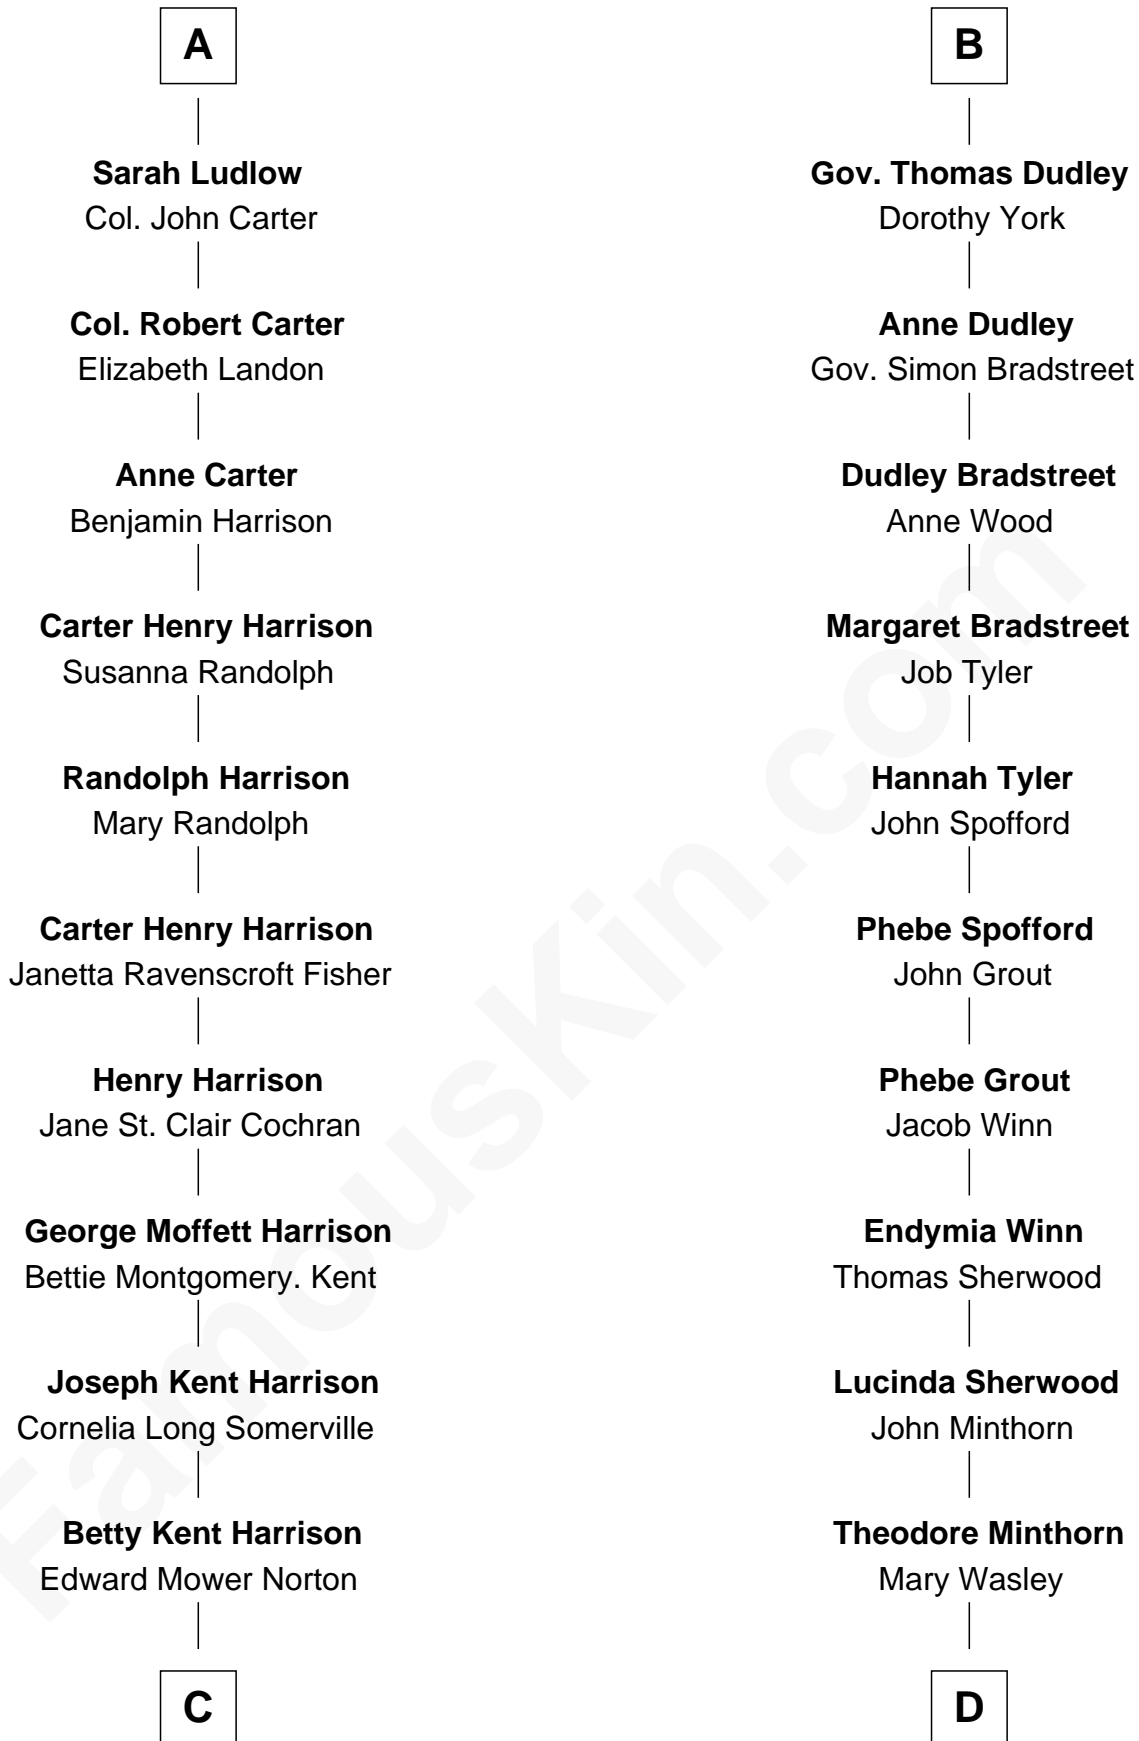 A
Sarah Ludlow
Col. John Carter
Col. Robert Carter
Elizabeth Landon
Anne Carter
Benjamin Harrison
Carter Henry Harrison
Susanna Randolph
Randolph Harrison
Mary Randolph
Carter Henry Harrison
Janetta Ravenscroft Fisher
Henry Harrison
Jane St. Clair Cochran
George Moffett Harrison
Bettie Montgomery. Kent
Joseph Kent Harrison
Cornelia Long Somerville
Betty Kent Harrison
Edward Mower Norton
C
B
Gov. Thomas Dudley
Dorothy York
Anne Dudley
Gov. Simon Bradstreet
Dudley Bradstreet
Anne Wood
Margaret Bradstreet
Job Tyler
Hannah Tyler
John Spofford
Phebe Spofford
John Grout
Phebe Grout
Jacob Winn
Endymia Winn
Thomas Sherwood
Lucinda Sherwood
John Minthorn
Theodore Minthorn
Mary Wasley
D
FamousKin.com